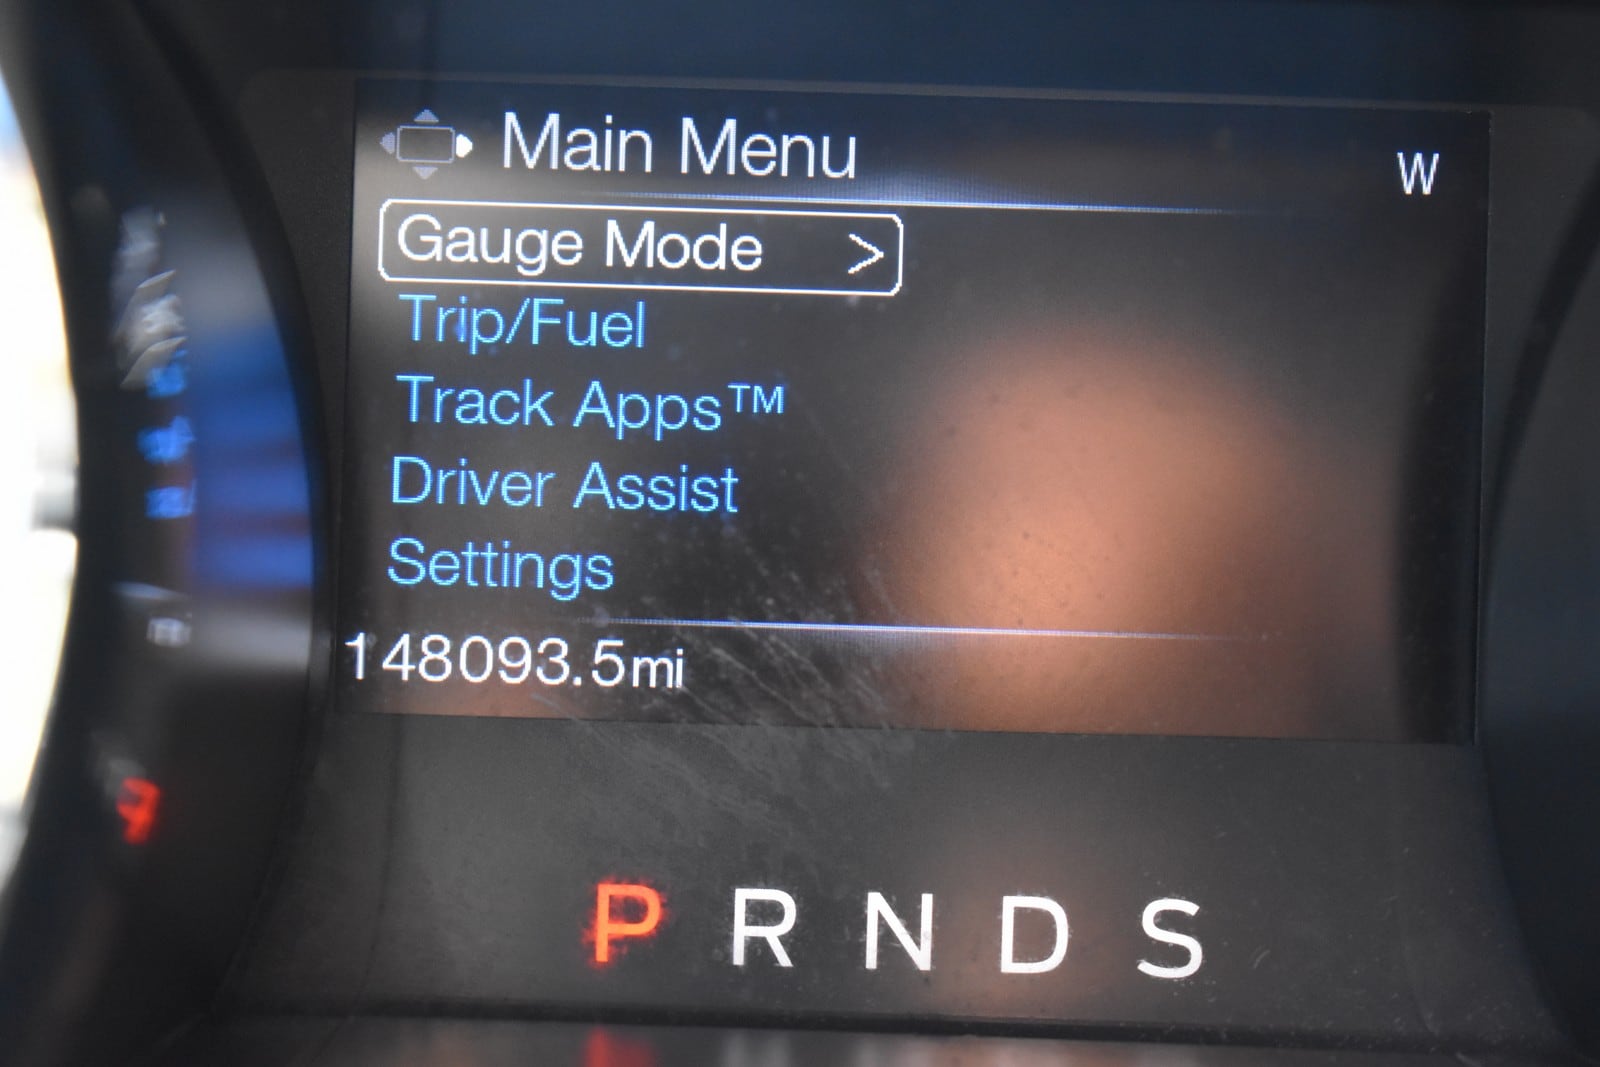 Main Menu
W
Gauge Mode >
Trip/Fuel
Track Apps™
Driver Assist
Settings
148093.5mi
P R N D S